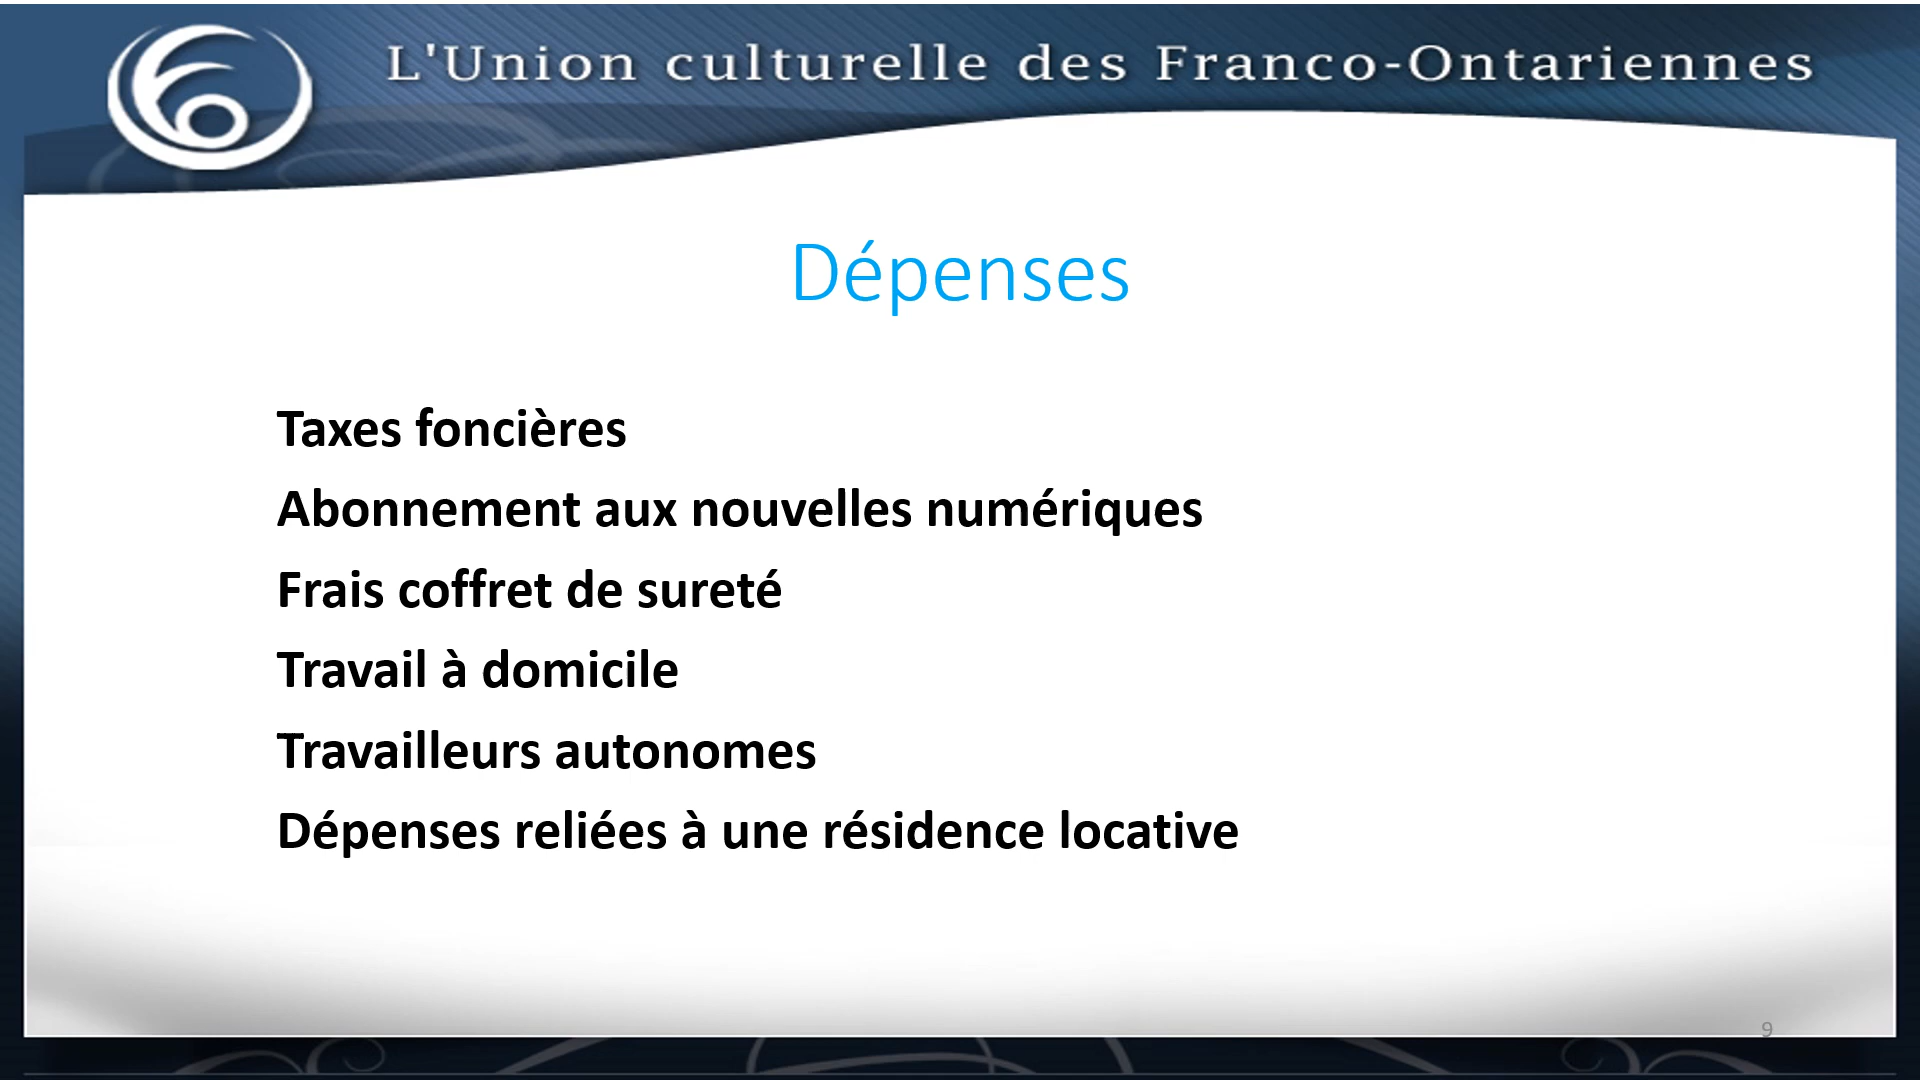 L'Union culturelle des Franco-Ontariennes
Dépenses
Taxes foncières
Abonnement aux nouvelles numériques
Frais coffret de sureté
Travail à domicile
Travailleurs autonomes
Dépenses reliées à une résidence locative
9